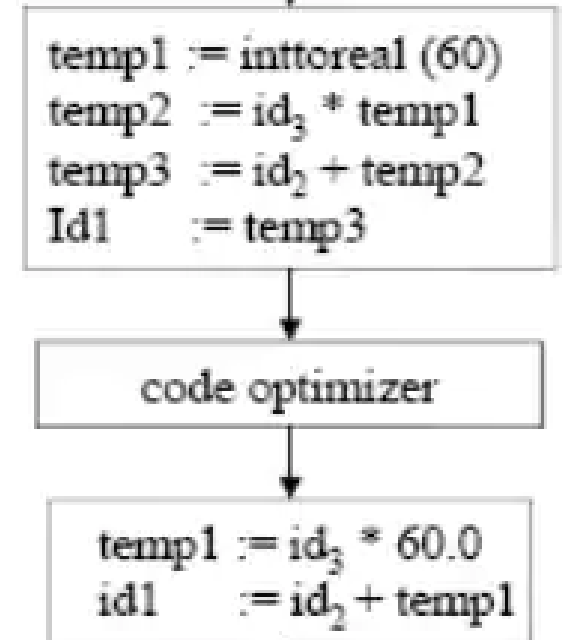 temp1 := inttoreal (60)
temp2 := id₃ * temp1
temp3 := id₂ + temp2
Id1 := temp3
code optimizer
temp1 := id₃ * 60.0
id1 := id₂ + temp1